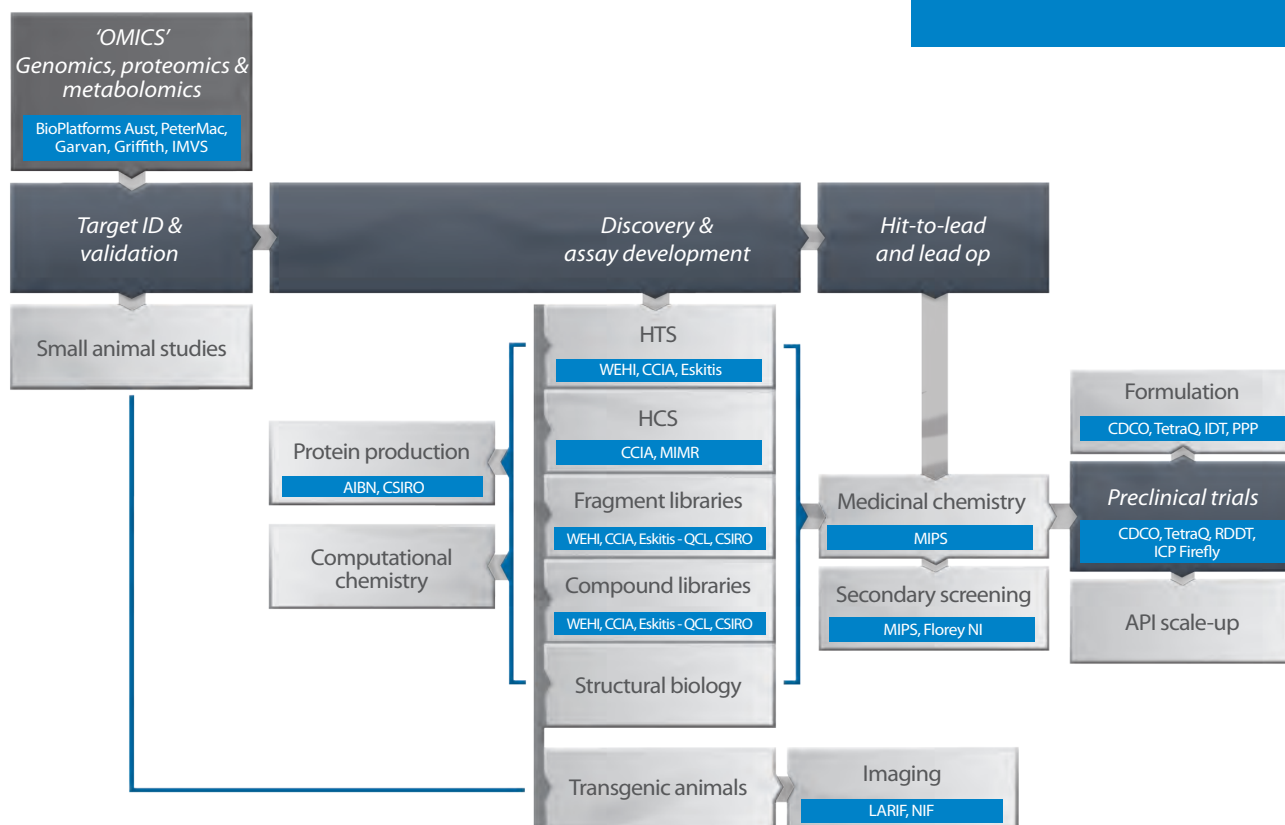 ‘OMICS’
Genomics, proteomics &
metabolomics
BioPlatforms Aust, PeterMac,
Garvan, Griffith, IMVS
Target ID &
validation
Discovery &
assay development
Hit-to-lead
and lead op
Small animal studies
HTS
WEHI, CCIA, Eskitis
HCS
CCIA, MIMR
Protein production
AIBN, CSIRO
Fragment libraries
WEHI, CCIA, Eskitis - QCL, CSIRO
Computational
chemistry
Compound libraries
WEHI, CCIA, Eskitis - QCL, CSIRO
Structural biology
Transgenic animals
Imaging
LARIF, NIF
Medicinal chemistry
MIPS
Secondary screening
MIPS, Florey NI
Formulation
CDCO, TetraQ, IDT, PPP
Preclinical trials
CDCO, TetraQ, RDDT,
ICP Firefly
API scale-up